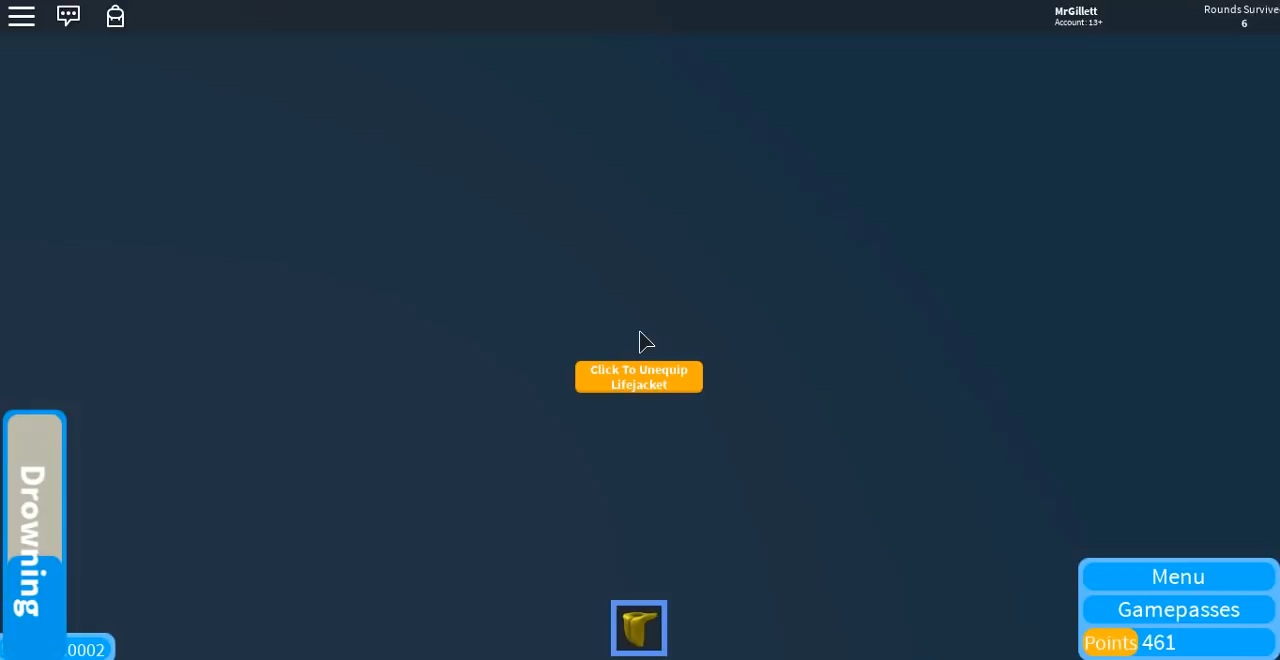 MrGillett
Account: 13+
Rounds Survive
6
Click To Unequip
Lifejacket
Drowning
.0002
Menu
Gamepasses
Points 461